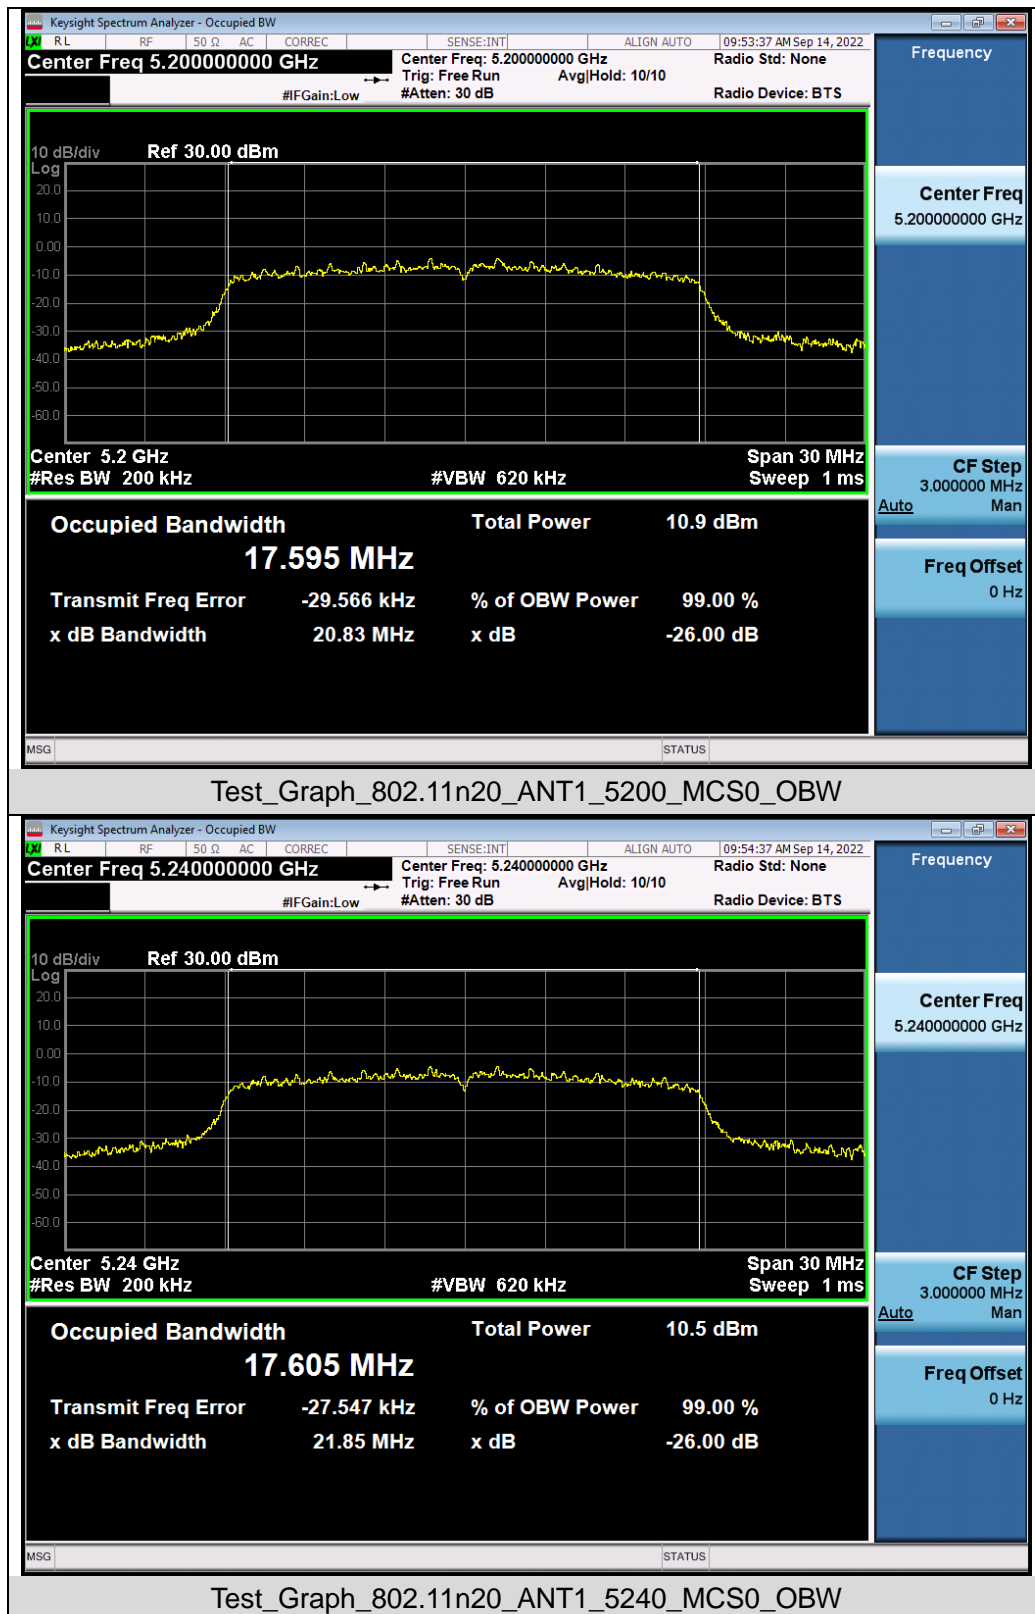 Keysight Spectrum Analyzer - Occupied BW
LXI RL RF 50 Ω AC CORREC SENSE:INT ALIGN AUTO 09:53:37 AM Sep 14, 2022
Center Freq 5.200000000 GHz
Center Freq: 5.200000000 GHz Radio Std: None
Trig: Free Run Avg|Hold: 10/10
#IFGain:Low #Atten: 30 dB Radio Device: BTS
Frequency
10 dB/div Ref 30.00 dBm
Log
20.0
10.0
0.00
-10.0
-20.0
-30.0
-40.0
-50.0
-60.0
Center 5.2 GHz Span 30 MHz
#Res BW 200 kHz #VBW 620 kHz Sweep 1 ms
Center Freq
5.200000000 GHz
CF Step
3.000000 MHz
Auto Man
Freq Offset
0 Hz
Occupied Bandwidth Total Power 10.9 dBm
17.595 MHz
Transmit Freq Error -29.566 kHz % of OBW Power 99.00 %
x dB Bandwidth 20.83 MHz x dB -26.00 dB
MSG STATUS
Test_Graph_802.11n20_ANT1_5200_MCS0_OBW
Keysight Spectrum Analyzer - Occupied BW
LXI RL RF 50 Ω AC CORREC SENSE:INT ALIGN AUTO 09:54:37 AM Sep 14, 2022
Center Freq 5.240000000 GHz
Center Freq: 5.240000000 GHz Radio Std: None
Trig: Free Run Avg|Hold: 10/10
#IFGain:Low #Atten: 30 dB Radio Device: BTS
Frequency
10 dB/div Ref 30.00 dBm
Log
20.0
10.0
0.00
-10.0
-20.0
-30.0
-40.0
-50.0
-60.0
Center 5.24 GHz Span 30 MHz
#Res BW 200 kHz #VBW 620 kHz Sweep 1 ms
Center Freq
5.240000000 GHz
CF Step
3.000000 MHz
Auto Man
Freq Offset
0 Hz
Occupied Bandwidth Total Power 10.5 dBm
17.605 MHz
Transmit Freq Error -27.547 kHz % of OBW Power 99.00 %
x dB Bandwidth 21.85 MHz x dB -26.00 dB
MSG STATUS
Test_Graph_802.11n20_ANT1_5240_MCS0_OBW